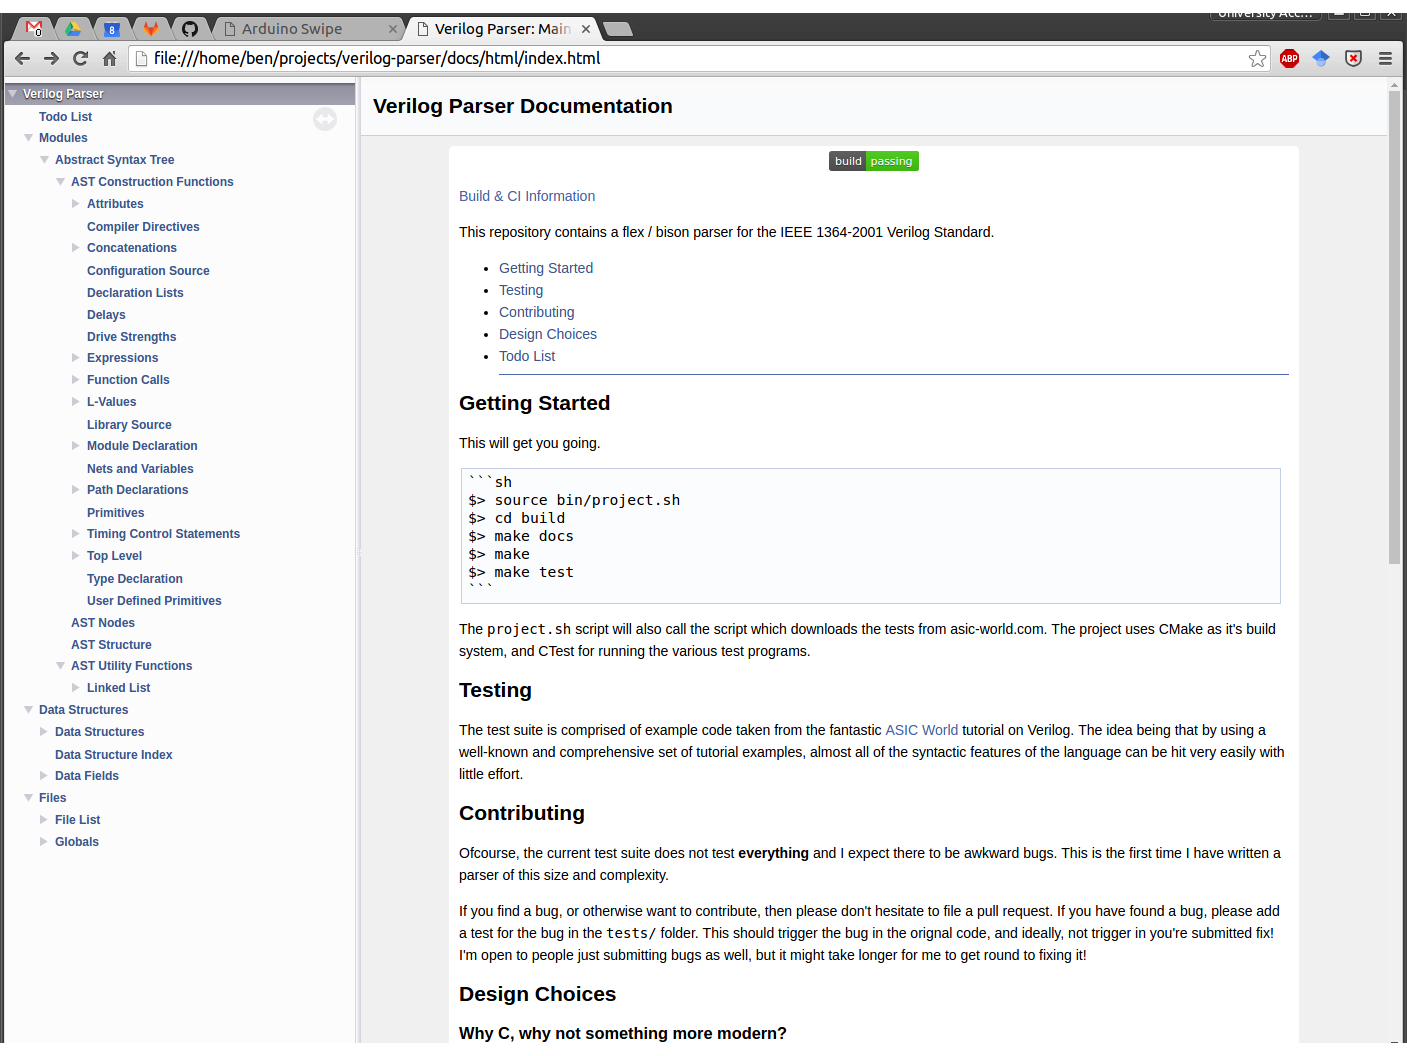 University Acc...
0
8
Arduino Swipe
Verilog Parser: Main
file:///home/ben/projects/verilog-parser/docs/html/index.html
ABP
Verilog Parser
Todo List
Modules
Abstract Syntax Tree
AST Construction Functions
Attributes
Compiler Directives
Concatenations
Configuration Source
Declaration Lists
Delays
Drive Strengths
Expressions
Function Calls
L-Values
Library Source
Module Declaration
Nets and Variables
Path Declarations
Primitives
Timing Control Statements
Top Level
Type Declaration
User Defined Primitives
AST Nodes
AST Structure
AST Utility Functions
Linked List
Data Structures
Data Structures
Data Structure Index
Data Fields
Files
File List
Globals
Verilog Parser Documentation
build passing
Build & CI Information
This repository contains a flex / bison parser for the IEEE 1364-2001 Verilog Standard.
• Getting Started
• Testing
• Contributing
• Design Choices
• Todo List
Getting Started
This will get you going.
```sh
$> source bin/project.sh
$> cd build
$> make docs
$> make
$> make test
```
The project.sh script will also call the script which downloads the tests from asic-world.com. The project uses CMake as it's build
system, and CTest for running the various test programs.
Testing
The test suite is comprised of example code taken from the fantastic ASIC World tutorial on Verilog. The idea being that by using a
well-known and comprehensive set of tutorial examples, almost all of the syntactic features of the language can be hit very easily with
little effort.
Contributing
Ofcourse, the current test suite does not test everything and I expect there to be awkward bugs. This is the first time I have written a
parser of this size and complexity.
If you find a bug, or otherwise want to contribute, then please don't hesitate to file a pull request. If you have found a bug, please add
a test for the bug in the tests/ folder. This should trigger the bug in the orignal code, and ideally, not trigger in you're submitted fix!
I'm open to people just submitting bugs as well, but it might take longer for me to get round to fixing it!
Design Choices
Why C, why not something more modern?